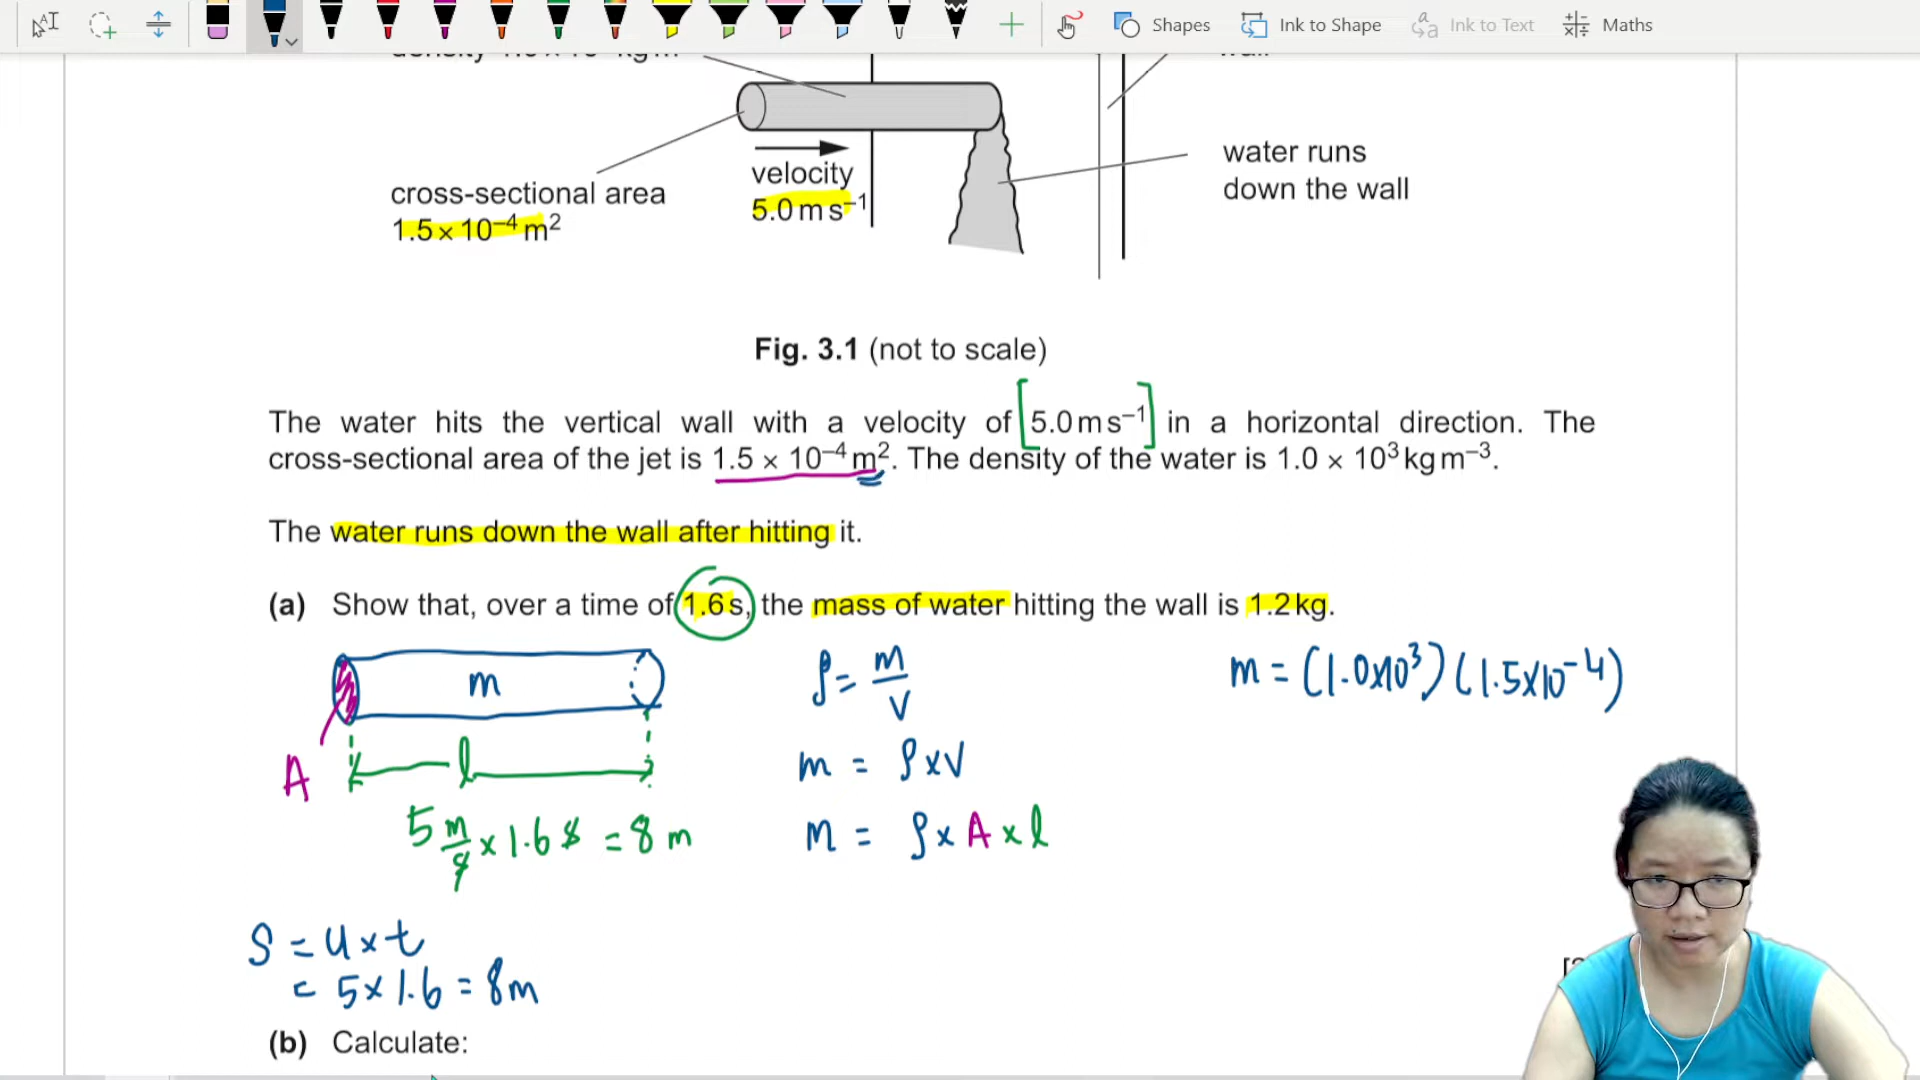 Shapes Ink to Shape Ink to Text Maths
cross-sectional area
1.5 × 10⁻⁴ m²
velocity
5.0 m s⁻¹
water runs
down the wall
Fig. 3.1 (not to scale)
The water hits the vertical wall with a velocity of [5.0 m s⁻¹] in a horizontal direction. The
cross-sectional area of the jet is 1.5 × 10⁻⁴ m². The density of the water is 1.0 × 10³ kg m⁻³.
The water runs down the wall after hitting it.
(a) Show that, over a time of 1.6 s, the mass of water hitting the wall is 1.2 kg.
m
A
l
5 m/s × 1.6 s = 8 m
S = u × t
= 5 × 1.6 = 8m
ρ = m/V
m = ρ × V
m = ρ × A × l
m = (1.0×10³)(1.5×10⁻⁴)
(b) Calculate: